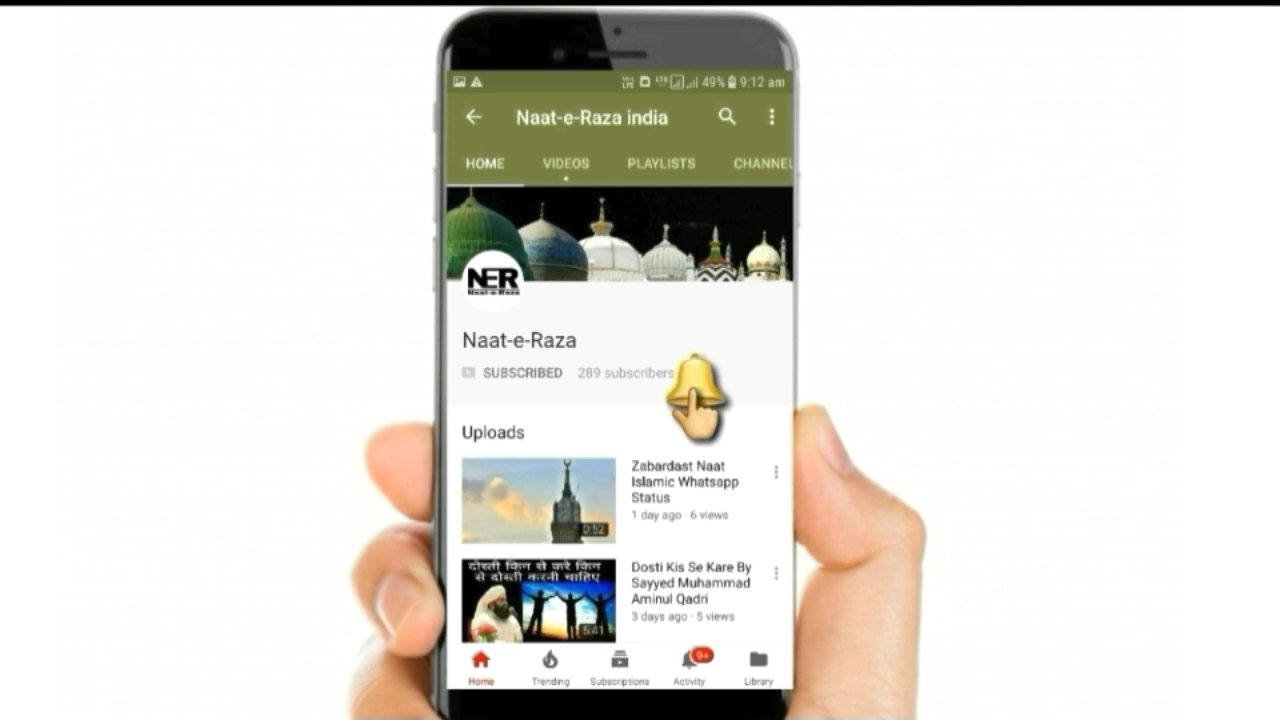 49% 9:12 am
Naat-e-Raza india
HOME VIDEOS PLAYLISTS CHANNEL
NER
Naat-e-Raza
Naat-e-Raza
SUBSCRIBED 289 subscribers
Uploads
Zabardast Naat
Islamic Whatsapp
Status
1 day ago · 6 views
0:52
दोस्ती किन से करे किन
से दोस्ती करनी चाहिए
Dosti Kis Se Kare By
Sayyed Muhammad
Aminul Qadri
3 days ago · 5 views
5:41
9+
Home Trending Subscriptions Activity Library